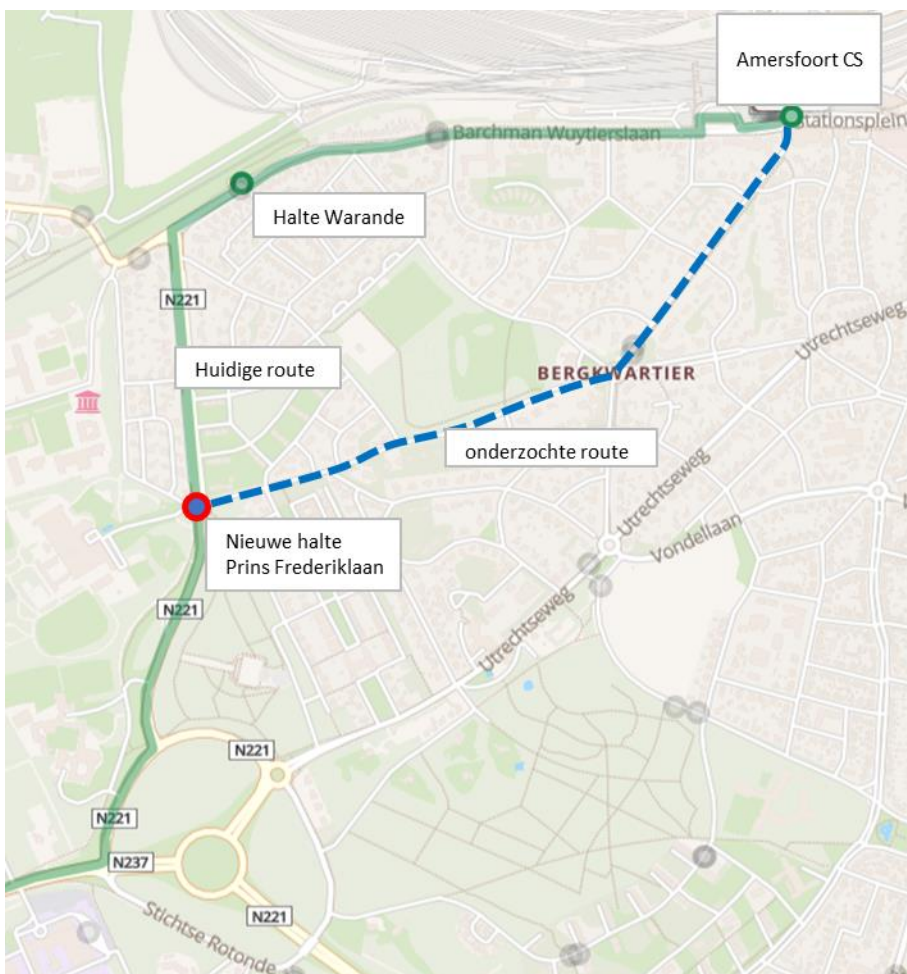 Amersfoort CS
Stationsplein
Barchman Wuytierslaan
Halte Warande
N221
Utrechtseweg
Huidige route
BERGKWARTIER
onderzochte route
Utrechtseweg
Vondellaan
Nieuwe halte
Prins Frederiklaan
N221
Utrechtseweg
N221
N221
N237
Stichtse Rotonde
N221